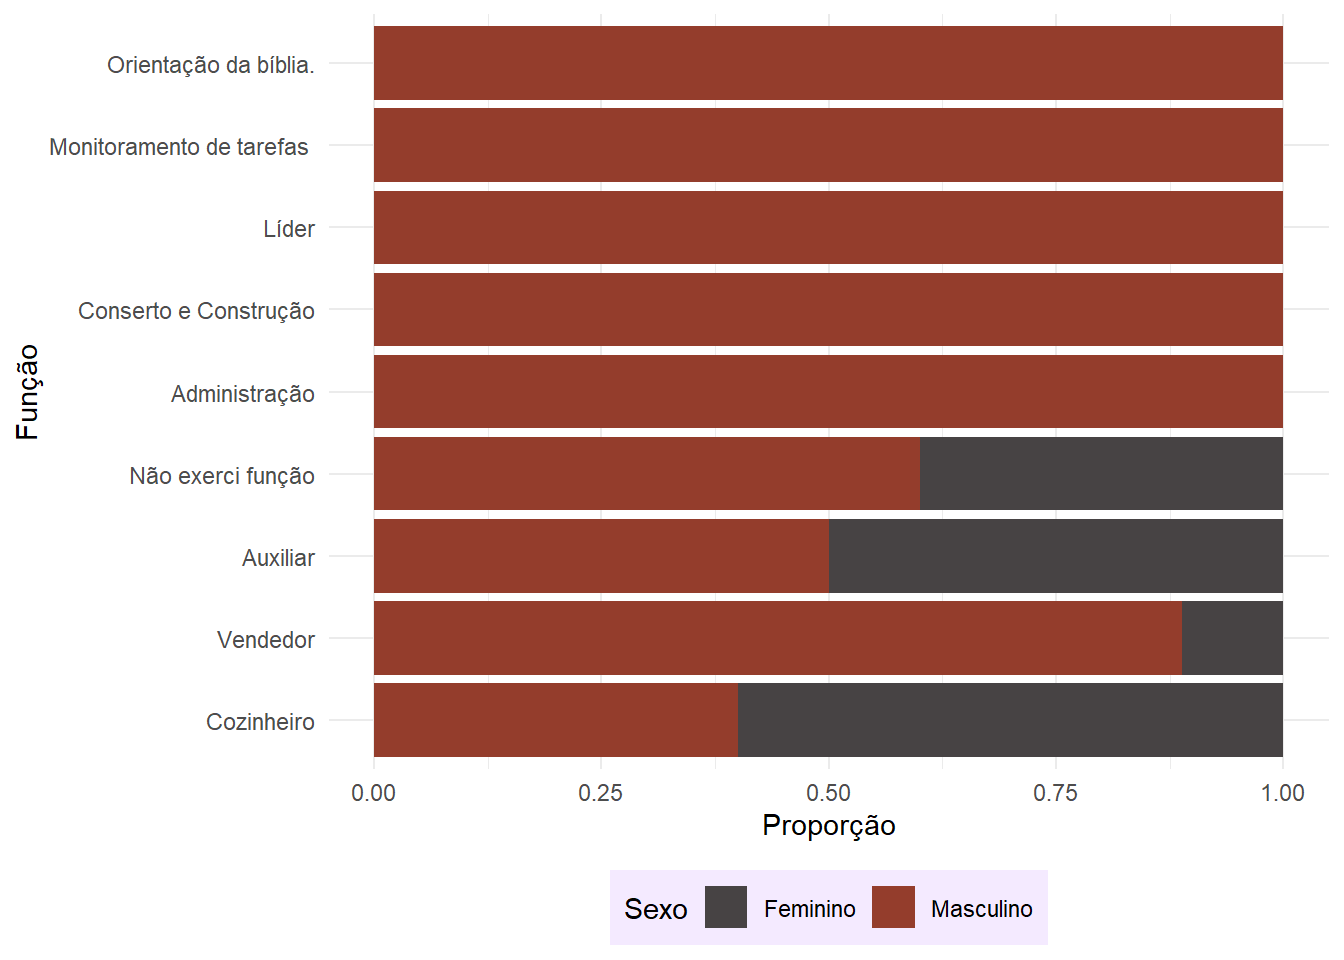 Função
Orientação da bíblia.
Monitoramento de tarefas
Líder
Conserto e Construção
Administração
Não exerci função
Auxiliar
Vendedor
Cozinheiro
0.00 0.25 0.50 0.75 1.00
Proporção
Sexo Feminino Masculino